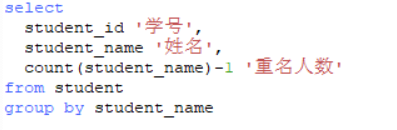 select
student_id '学号',
student_name '姓名',
count(student_name)-1 '重名人数'
from student
group by student_name